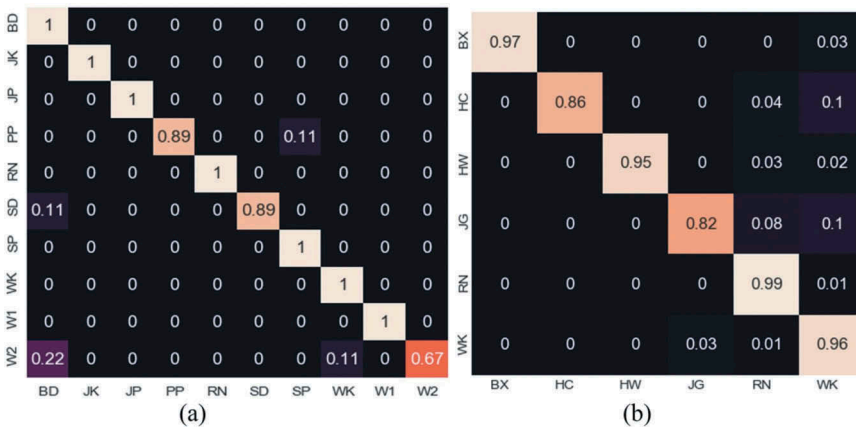 BD 1 0 0 0 0 0 0 0 0 0
JK 0 1 0 0 0 0 0 0 0 0
JP 0 0 1 0 0 0 0 0 0 0
PP 0 0 0 0.89 0 0 0.11 0 0 0
RN 0 0 0 0 1 0 0 0 0 0
SD 0.11 0 0 0 0 0.89 0 0 0 0
SP 0 0 0 0 0 0 1 0 0 0
WK 0 0 0 0 0 0 0 1 0 0
W1 0 0 0 0 0 0 0 0 1 0
W2 0.22 0 0 0 0 0 0 0.11 0 0.67
BD JK JP PP RN SD SP WK W1 W2
(a)
BX 0.97 0 0 0 0 0.03
HC 0 0.86 0 0 0.04 0.1
HW 0 0 0.95 0 0.03 0.02
JG 0 0 0 0.82 0.08 0.1
RN 0 0 0 0 0.99 0.01
WK 0 0 0 0.03 0.01 0.96
BX HC HW JG RN WK
(b)